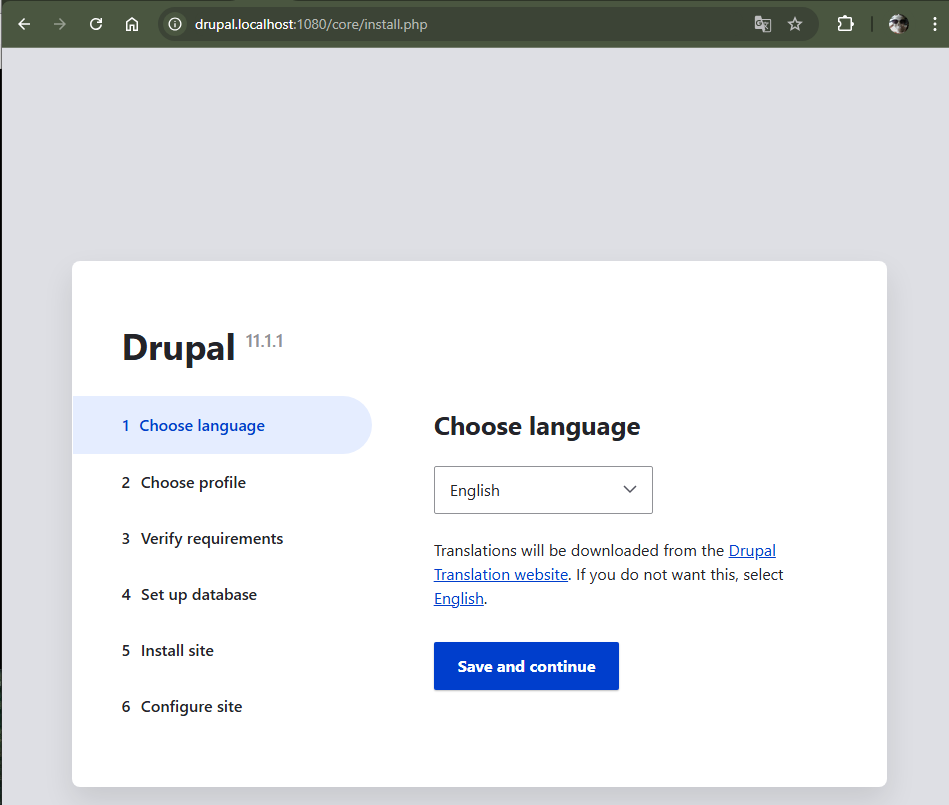 drupal.localhost:1080/core/install.php
Drupal 11.1.1
1 Choose language
2 Choose profile
3 Verify requirements
4 Set up database
5 Install site
6 Configure site
Choose language
English
Translations will be downloaded from the Drupal
Translation website. If you do not want this, select
English.
Save and continue